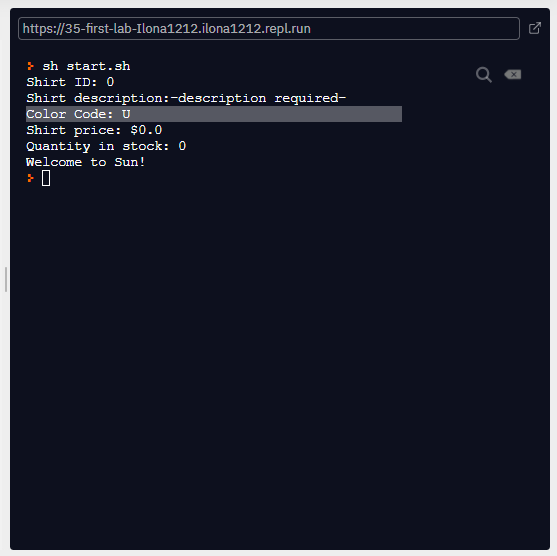 https://35-first-lab-Ilona1212.ilona1212.repl.run
sh start.sh
Shirt ID: 0
Shirt description:-description required-
Color Code: U
Shirt price: $0.0
Quantity in stock: 0
Welcome to Sun!